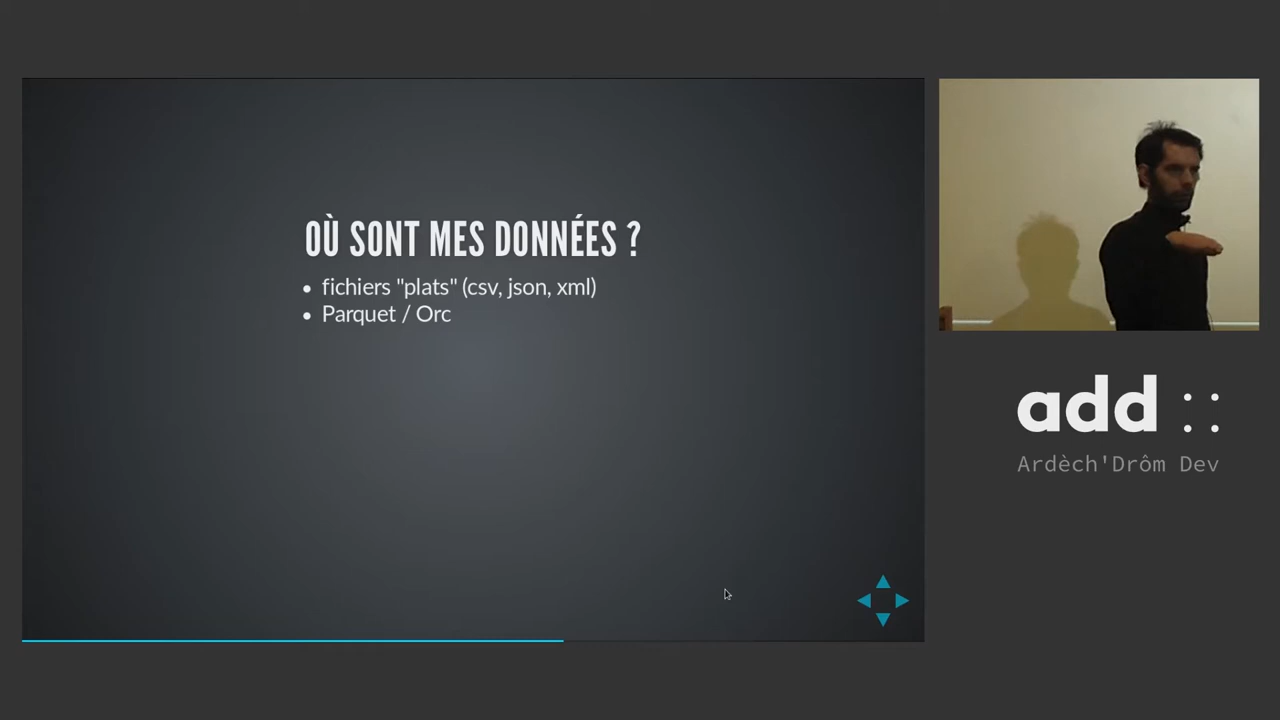 OÙ SONT MES DONNÉES ?
fichiers "plats" (csv, json, xml)
Parquet / Orc
add ::
Ardèch'Drôm Dev